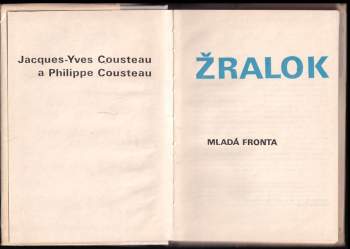 Jacques-Yves Cousteau
a Philippe Cousteau
ŽRALOK
MLADÁ FRONTA